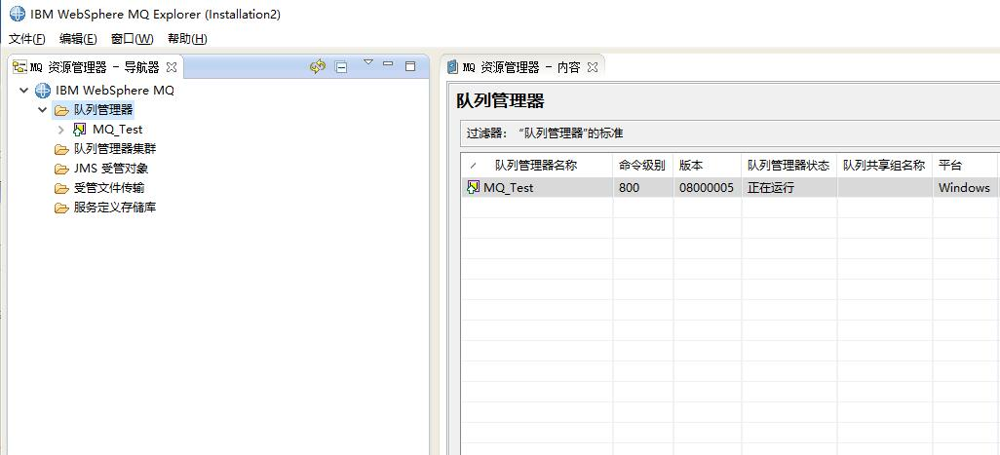 IBM WebSphere MQ Explorer (Installation2)
文件(F) 编辑(E) 窗口(W) 帮助(H)
MQ 资源管理器 - 导航器
IBM WebSphere MQ
队列管理器
MQ_Test
队列管理器集群
JMS 受管对象
受管文件传输
服务定义存储库
MQ 资源管理器 - 内容
队列管理器
过滤器: “队列管理器”的标准
队列管理器名称 命令级别 版本 队列管理器状态 队列共享组名称 平台
MQ_Test 800 08000005 正在运行 Windows